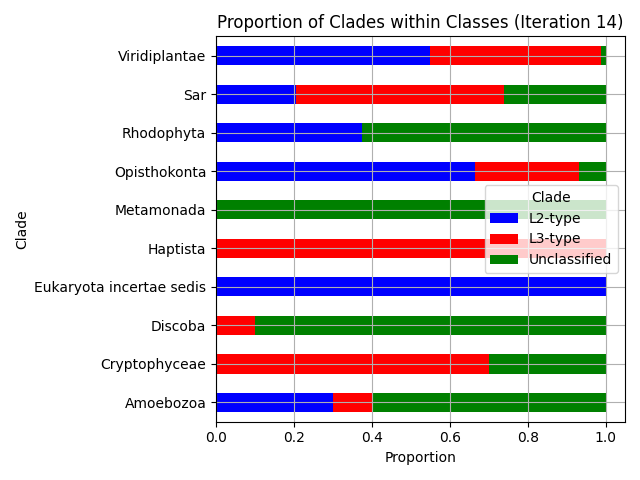 Proportion of Clades within Classes (Iteration 14)
Viridiplantae
Sar
Rhodophyta
Opisthokonta
Metamonada
Haptista
Eukaryota incertae sedis
Discoba
Cryptophyceae
Amoebozoa
Clade
Clade
L2-type
L3-type
Unclassified
0.0 0.2 0.4 0.6 0.8 1.0
Proportion